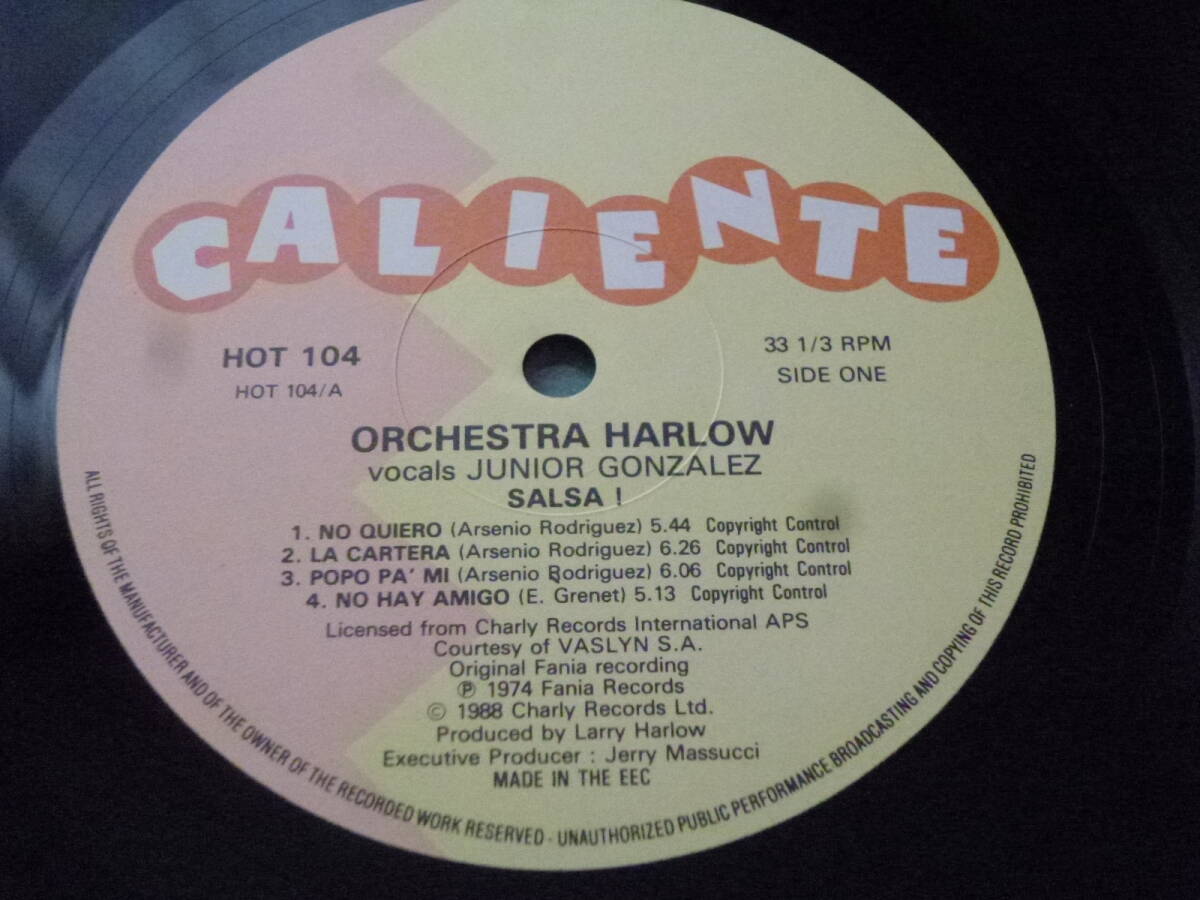 CALIENTE
HOT 104
HOT 104/A
33 1/3 RPM
SIDE ONE
ORCHESTRA HARLOW
vocals JUNIOR GONZALEZ
SALSA !
1. NO QUIERO (Arsenio Rodriguez) 5.44 Copyright Control
2. LA CARTERA (Arsenio Rodriguez) 6.26 Copyright Control
3. POPO PA' MI (Arsenio Rodriguez) 6.06 Copyright Control
4. NO HAY AMIGO (E. Grenet) 5.13 Copyright Control
Licensed from Charly Records International APS
Courtesy of VASLYN S.A.
Original Fania recording
℗ 1974 Fania Records
© 1988 Charly Records Ltd.
Produced by Larry Harlow
Executive Producer : Jerry Massucci
MADE IN THE EEC
ALL RIGHTS OF THE MANUFACTURER AND OF THE OWNER OF THE RECORDED WORK RESERVED - UNAUTHORIZED PUBLIC PERFORMANCE BROADCASTING AND COPYING OF THIS RECORD PROHIBITED